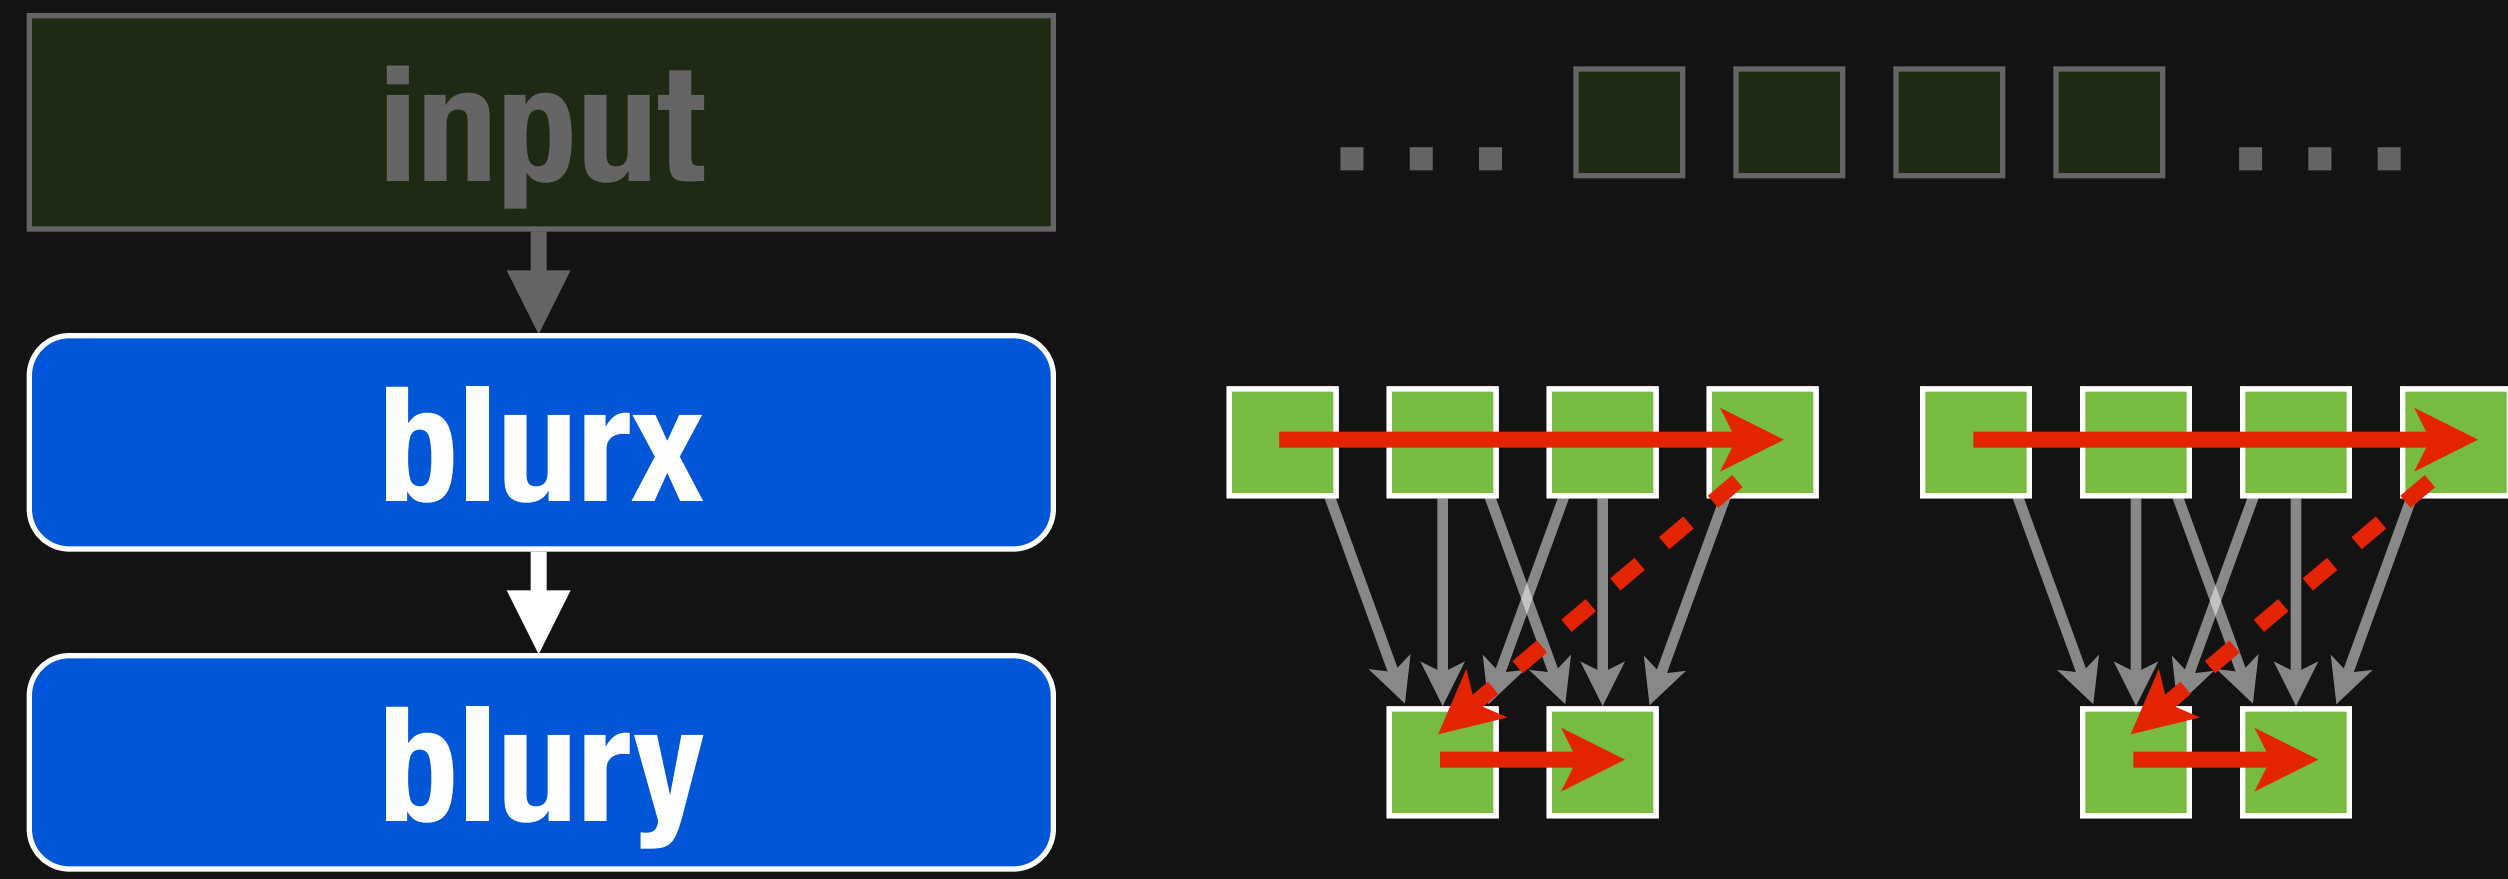 input
. . .
. . .
blurx
blury